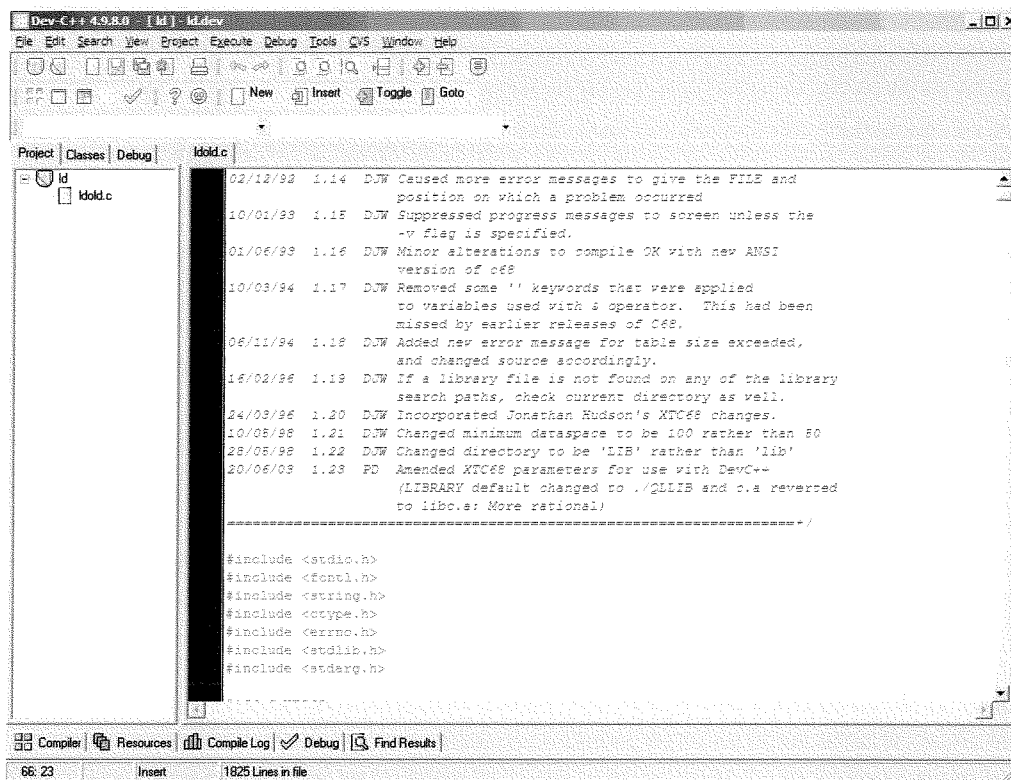 Dev-C++ 4.9.8.0 - [ ld ] - ld.dev
File Edit Search View Project Execute Debug Tools CVS Window Help
New Insert Toggle Goto
Project Classes Debug
ldold.c
ld
ldold.c
02/12/92 1.14 DJW Caused more error messages to give the FILE and
position on which a problem occurred
10/01/93 1.15 DJW Suppressed progress messages to screen unless the
-v flag is specified.
01/06/93 1.16 DJW Minor alterations to compile OK with new ANSI
version of c68
10/03/94 1.17 DJW Removed some '' keywords that were applied
to variables used with & operator. This had been
missed by earlier releases of C68.
06/11/94 1.18 DJW Added new error message for table size exceeded,
and changed source accordingly.
16/02/96 1.19 DJW If a library file is not found on any of the library
search paths, check current directory as well.
24/03/96 1.20 DJW Incorporated Jonathan Hudson's XTC68 changes.
10/05/98 1.21 DJW Changed minimum dataspace to be 100 rather than 50
28/05/98 1.22 DJW Changed directory to be 'LIB' rather than 'lib'
20/06/03 1.23 PD Amended XTC68 parameters for use with DevC++
(LIBRARY default changed to ./QLLIB and c.a reverted
to libc.a; More rational)
===================================================================*/
#include <stdio.h>
#include <fcntl.h>
#include <string.h>
#include <ctype.h>
#include <errno.h>
#include <stdlib.h>
#include <stdarg.h>
Compiler Resources Compile Log Debug Find Results
66: 23 Insert 1825 Lines in file